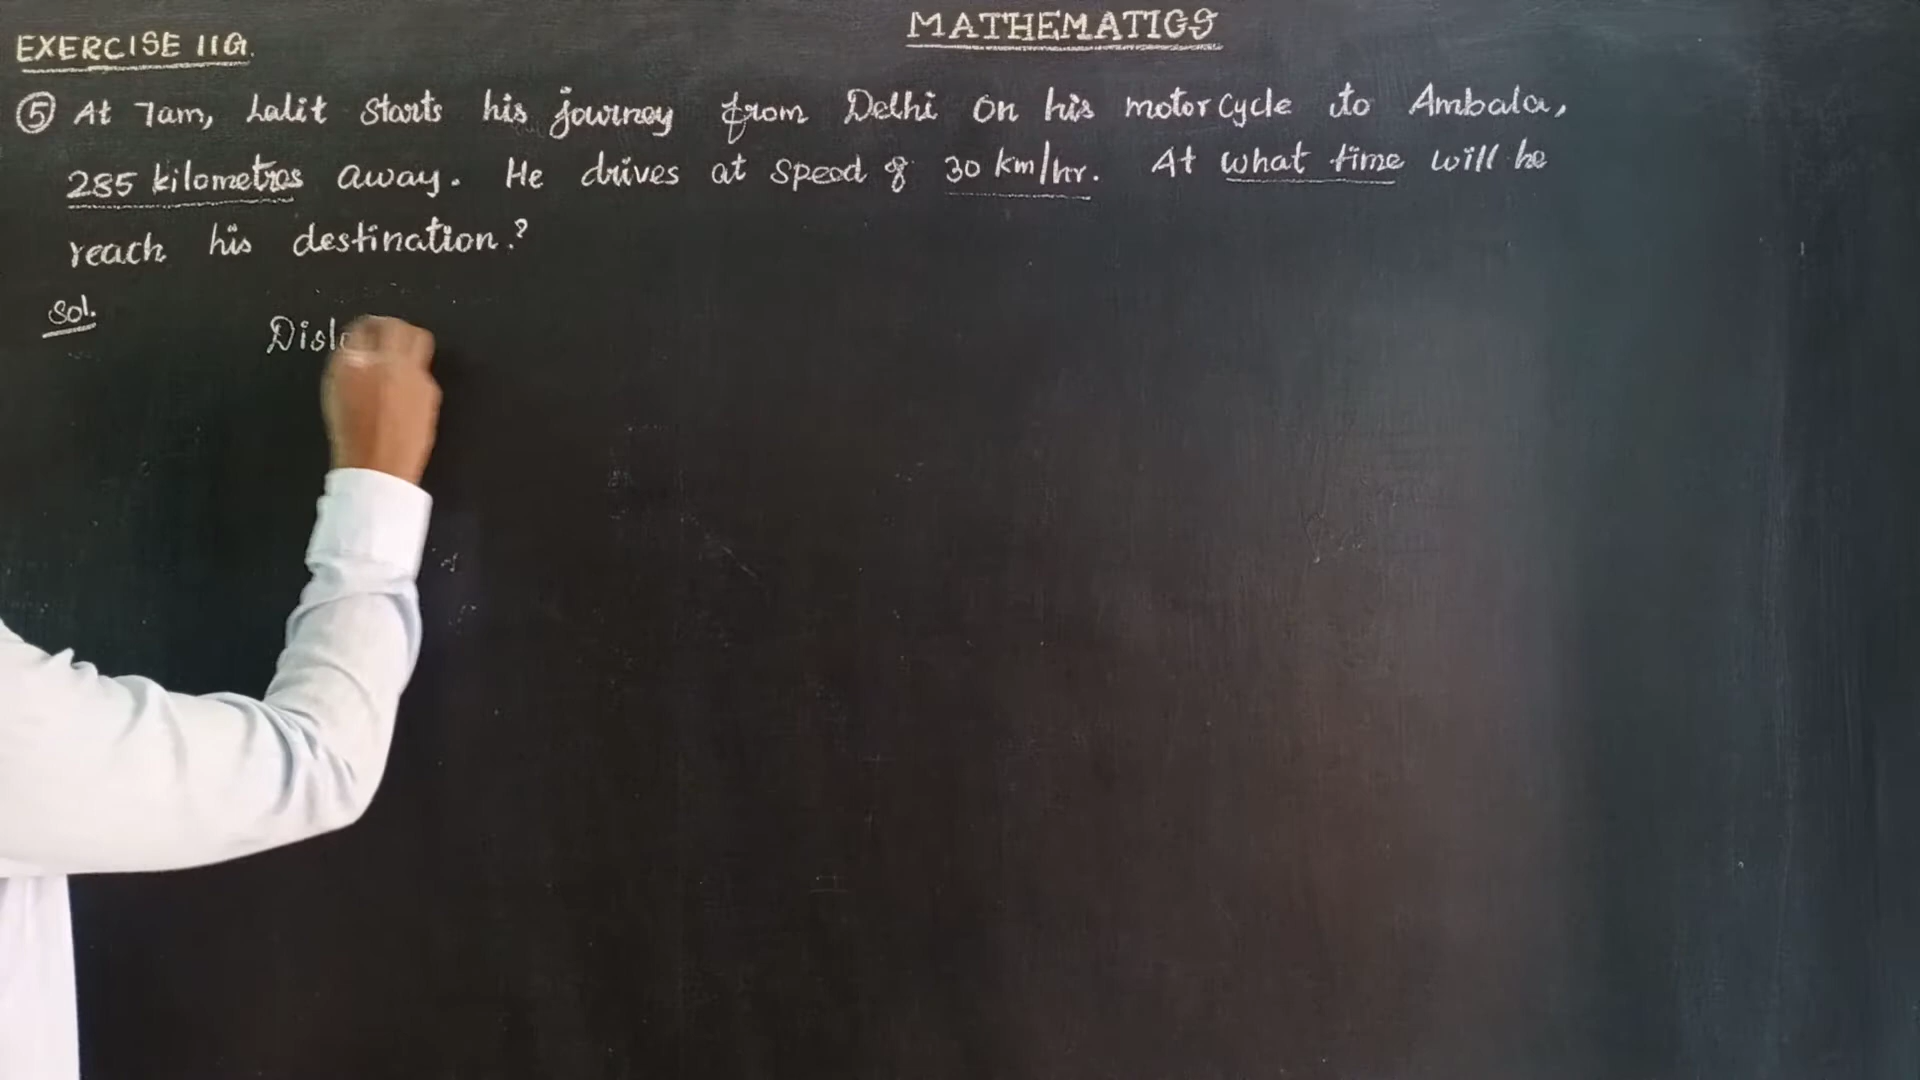 MATHEMATICS
EXERCISE 11G.
⑤ At 7am, Lalit starts his journey from Delhi on his motorcycle to Ambala,
285 kilometres away. He drives at speed of 30 km/hr. At what time will he
reach his destination.?
Sol.